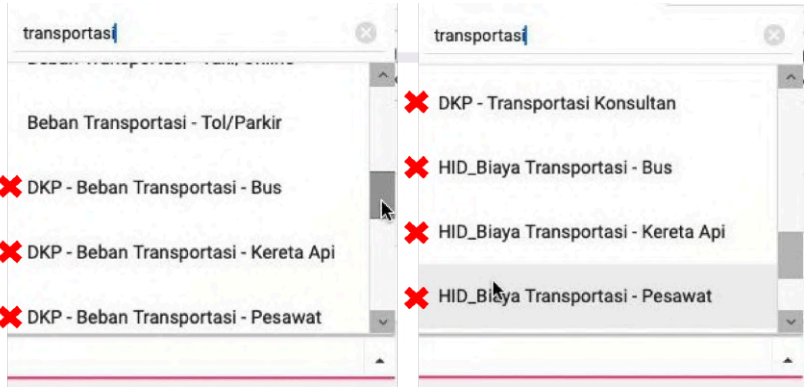 transportasi
Beban Transportasi - Tol/Parkir
DKP - Beban Transportasi - Bus
DKP - Beban Transportasi - Kereta Api
DKP - Beban Transportasi - Pesawat
transportasi
DKP - Transportasi Konsultan
HID_Biaya Transportasi - Bus
HID_Biaya Transportasi - Kereta Api
HID_Biaya Transportasi - Pesawat